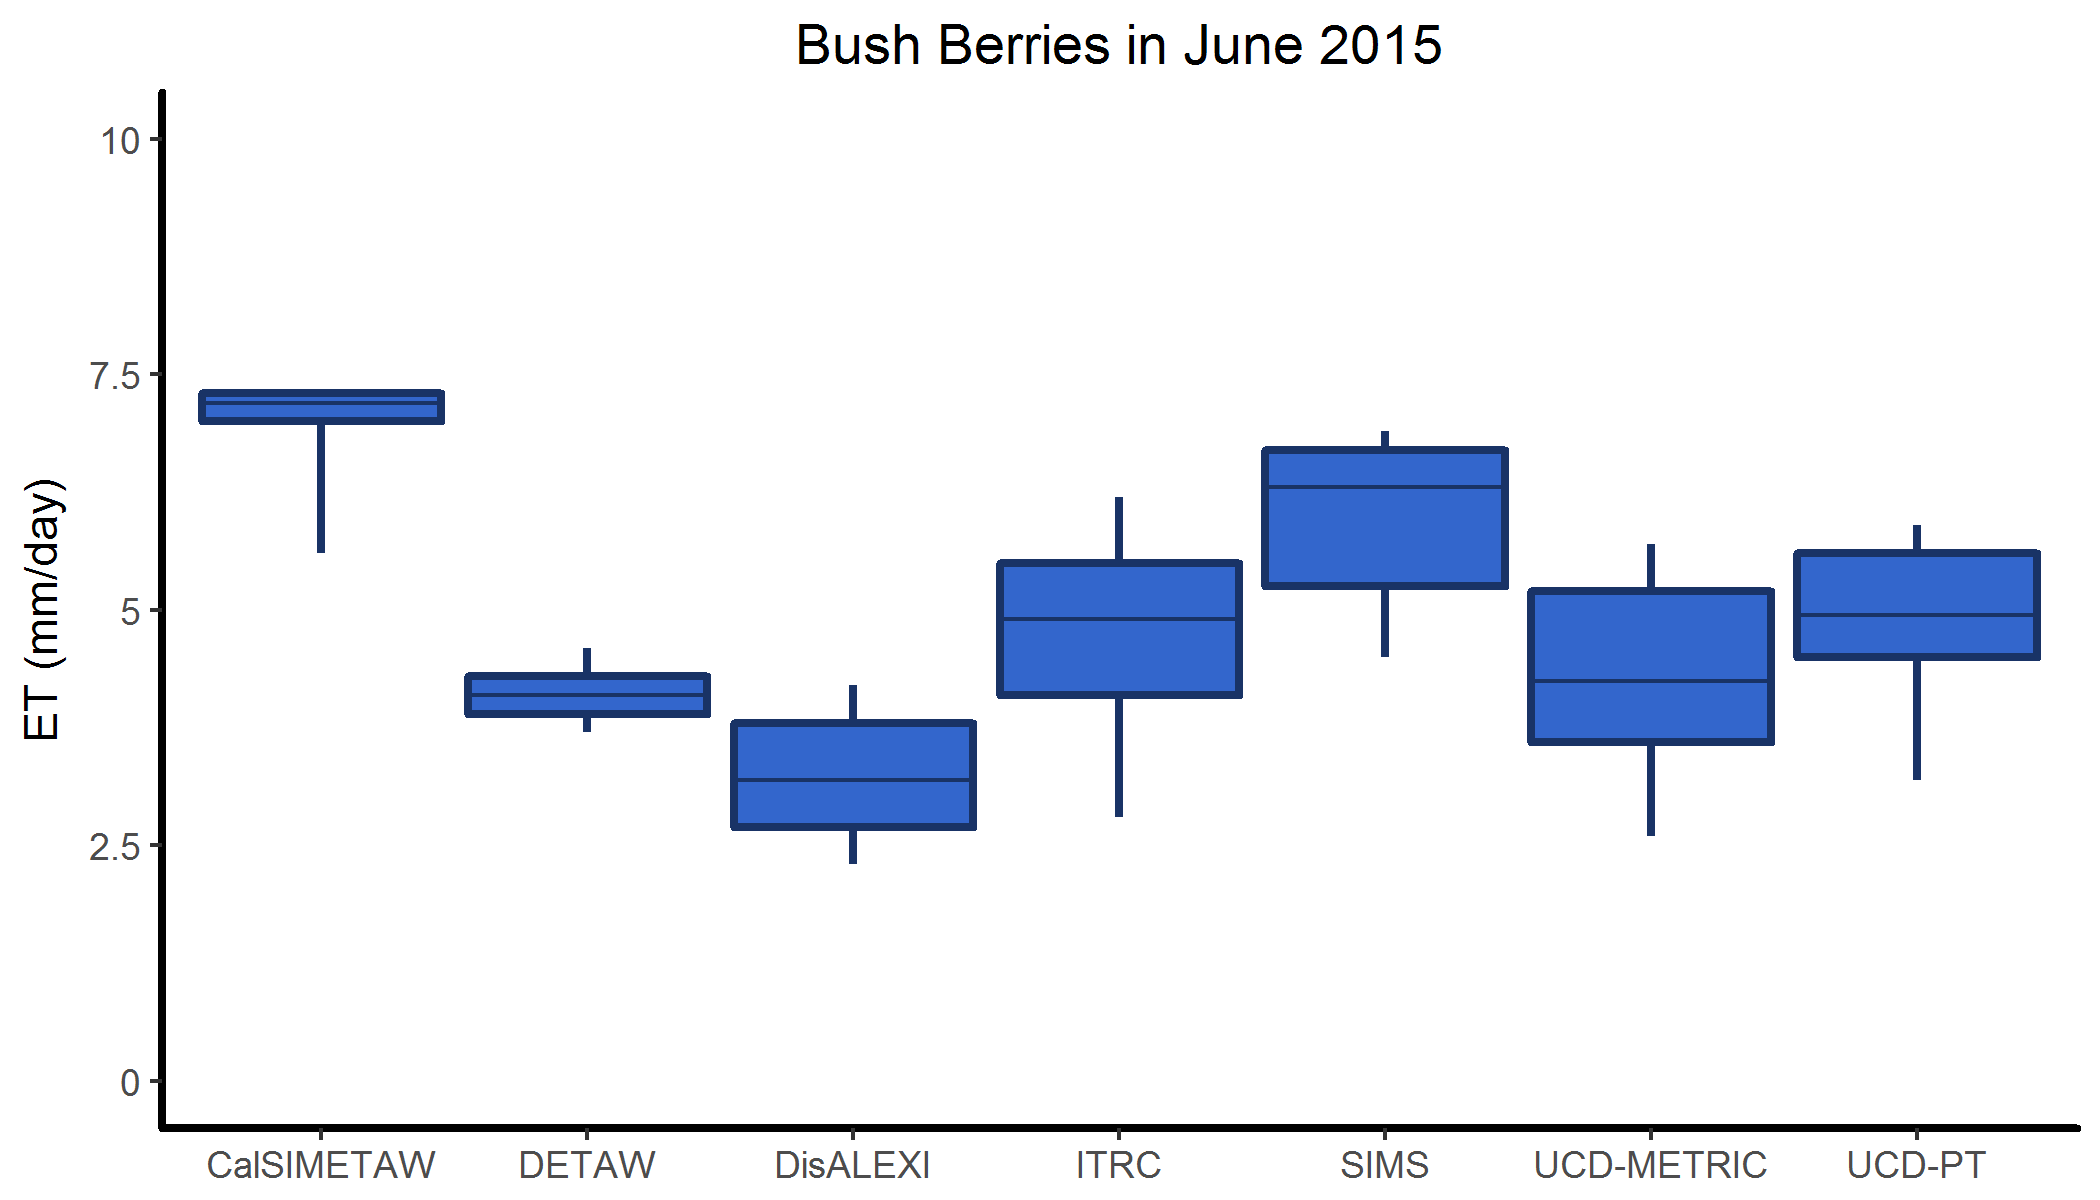 Bush Berries in June 2015
ET (mm/day)
10
7.5
5
2.5
0
CalSIMETAW DETAW DisALEXI ITRC SIMS UCD-METRIC UCD-PT